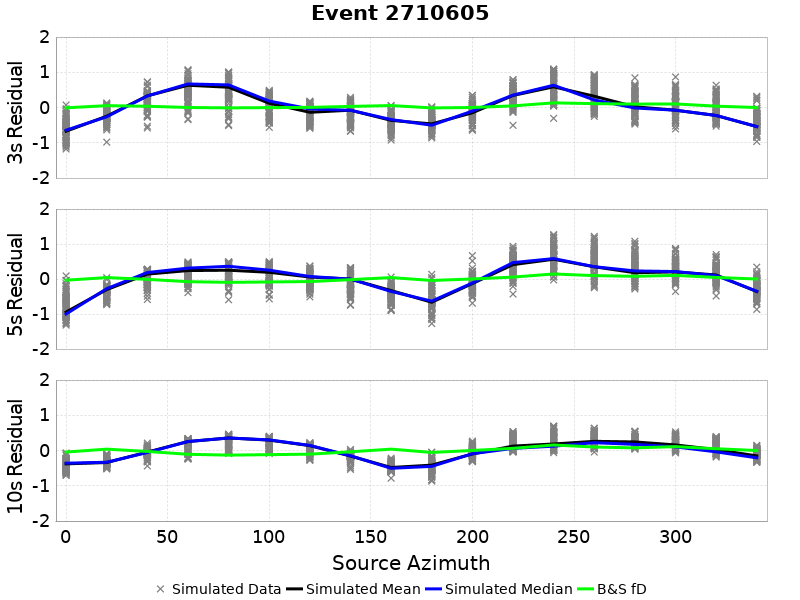 Event 2710605
3s Residual
2
1
0
-1
-2
5s Residual
2
1
0
-1
-2
10s Residual
2
1
0
-1
-2
0 50 100 150 200 250 300
Source Azimuth
Simulated Data Simulated Mean Simulated Median B&S fD